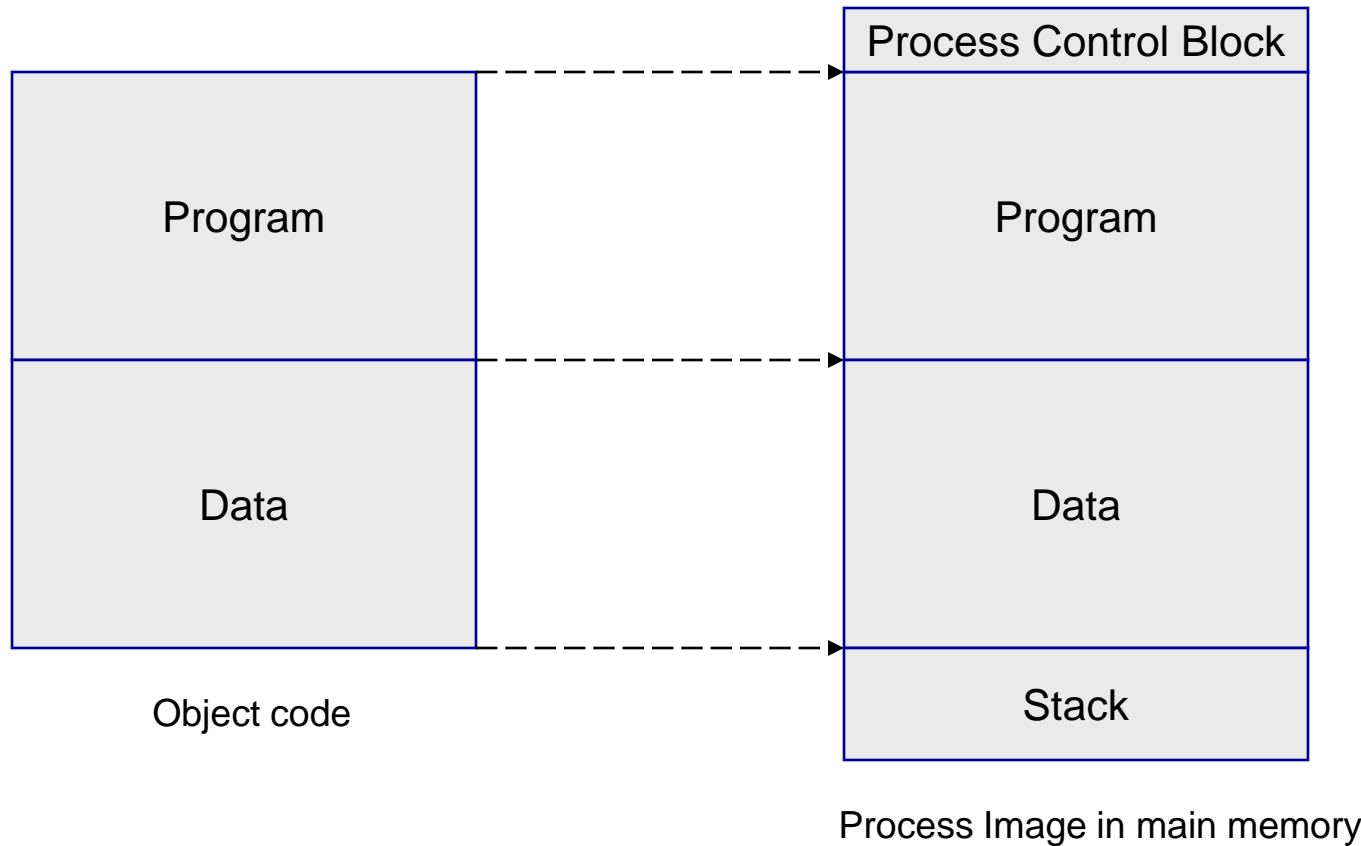 Process Control Block
Program
Program
Data
Data
Stack
Object code
Process Image in main memory